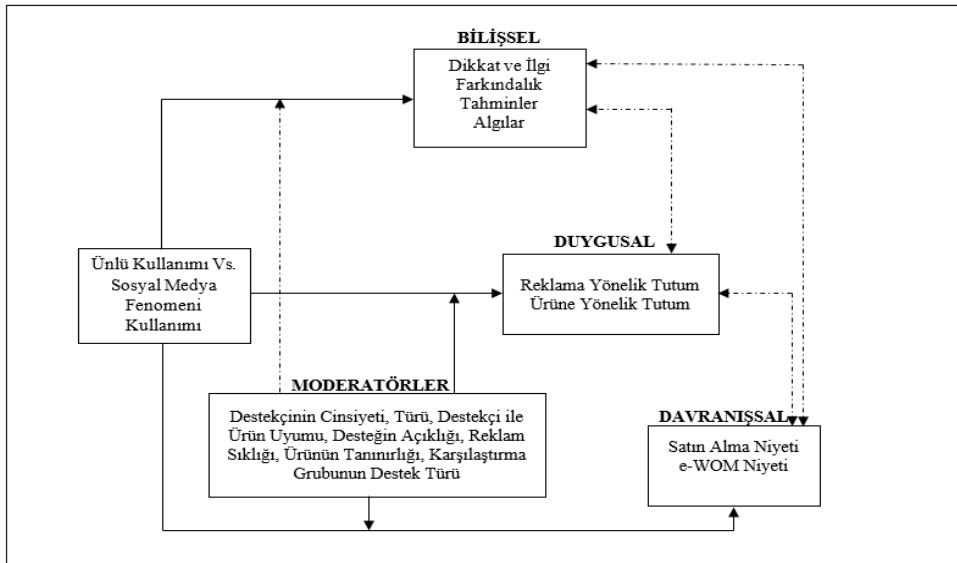 BİLİŞSEL
Dikkat ve İlgi
Farkındalık
Tahminler
Algılar
DUYGUSAL
Reklama Yönelik Tutum
Ürüne Yönelik Tutum
Ünlü Kullanımı Vs.
Sosyal Medya
Fenomeni
Kullanımı
MODERATÖRLER
Destekçinin Cinsiyeti, Türü, Destekçi ile
Ürün Uyumu, Desteğin Açıklığı, Reklam
Sıklığı, Ürünün Tanınırlığı, Karşılaştırma
Grubunun Destek Türü
DAVRANIŞSAL
Satın Alma Niyeti
e-WOM Niyeti